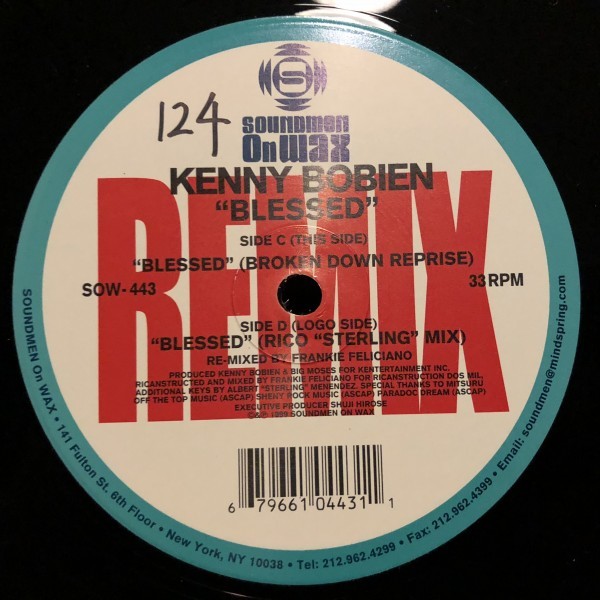 S
124
SOUNDMEN
On WAX
KENNY BOBIEN
"BLESSED"
REMIX
SIDE C (THIS SIDE)
"BLESSED" (BROKEN DOWN REPRISE)
SOW-443
33 RPM
SIDE D (LOGO SIDE)
"BLESSED" (RICO "STERLING" MIX)
RE-MIXED BY FRANKIE FELICIANO
PRODUCED KENNY BOBIEN & BIG MOSES FOR KENTERTAINMENT INC.
RICANSTRUCTED AND MIXED BY FRANKIE FELICIANO FOR RICANSTRUCTION DOS MIL,
ADDITIONAL KEYS BY ALBERT "STERLING" MENENDEZ. SPECIAL THANKS TO MITSURU
OFF THE TOP MUSIC (ASCAP) SHENY ROCK MUSIC (ASCAP) PARADOC DREAM (ASCAP)
EXECUTIVE PRODUCER SHUJI HIROSE
C&P 1999 SOUNDMEN ON WAX
6 79661 04431 1
SOUNDMEN On WAX • 141 Fulton St. 6th Floor • New York, NY 10038 • Tel: 212.962.4299 • Fax: 212.962.4399 • Email: soundmen@mindspring.com